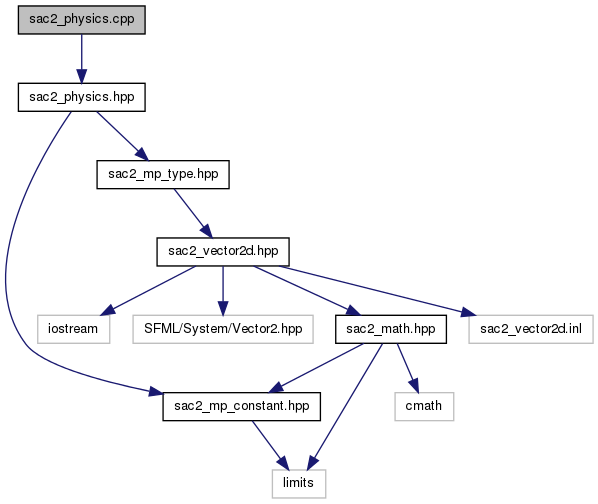 sac2_physics.cpp
sac2_physics.hpp
sac2_mp_type.hpp
sac2_vector2d.hpp
iostream
SFML/System/Vector2.hpp
sac2_math.hpp
sac2_vector2d.inl
sac2_mp_constant.hpp
cmath
limits